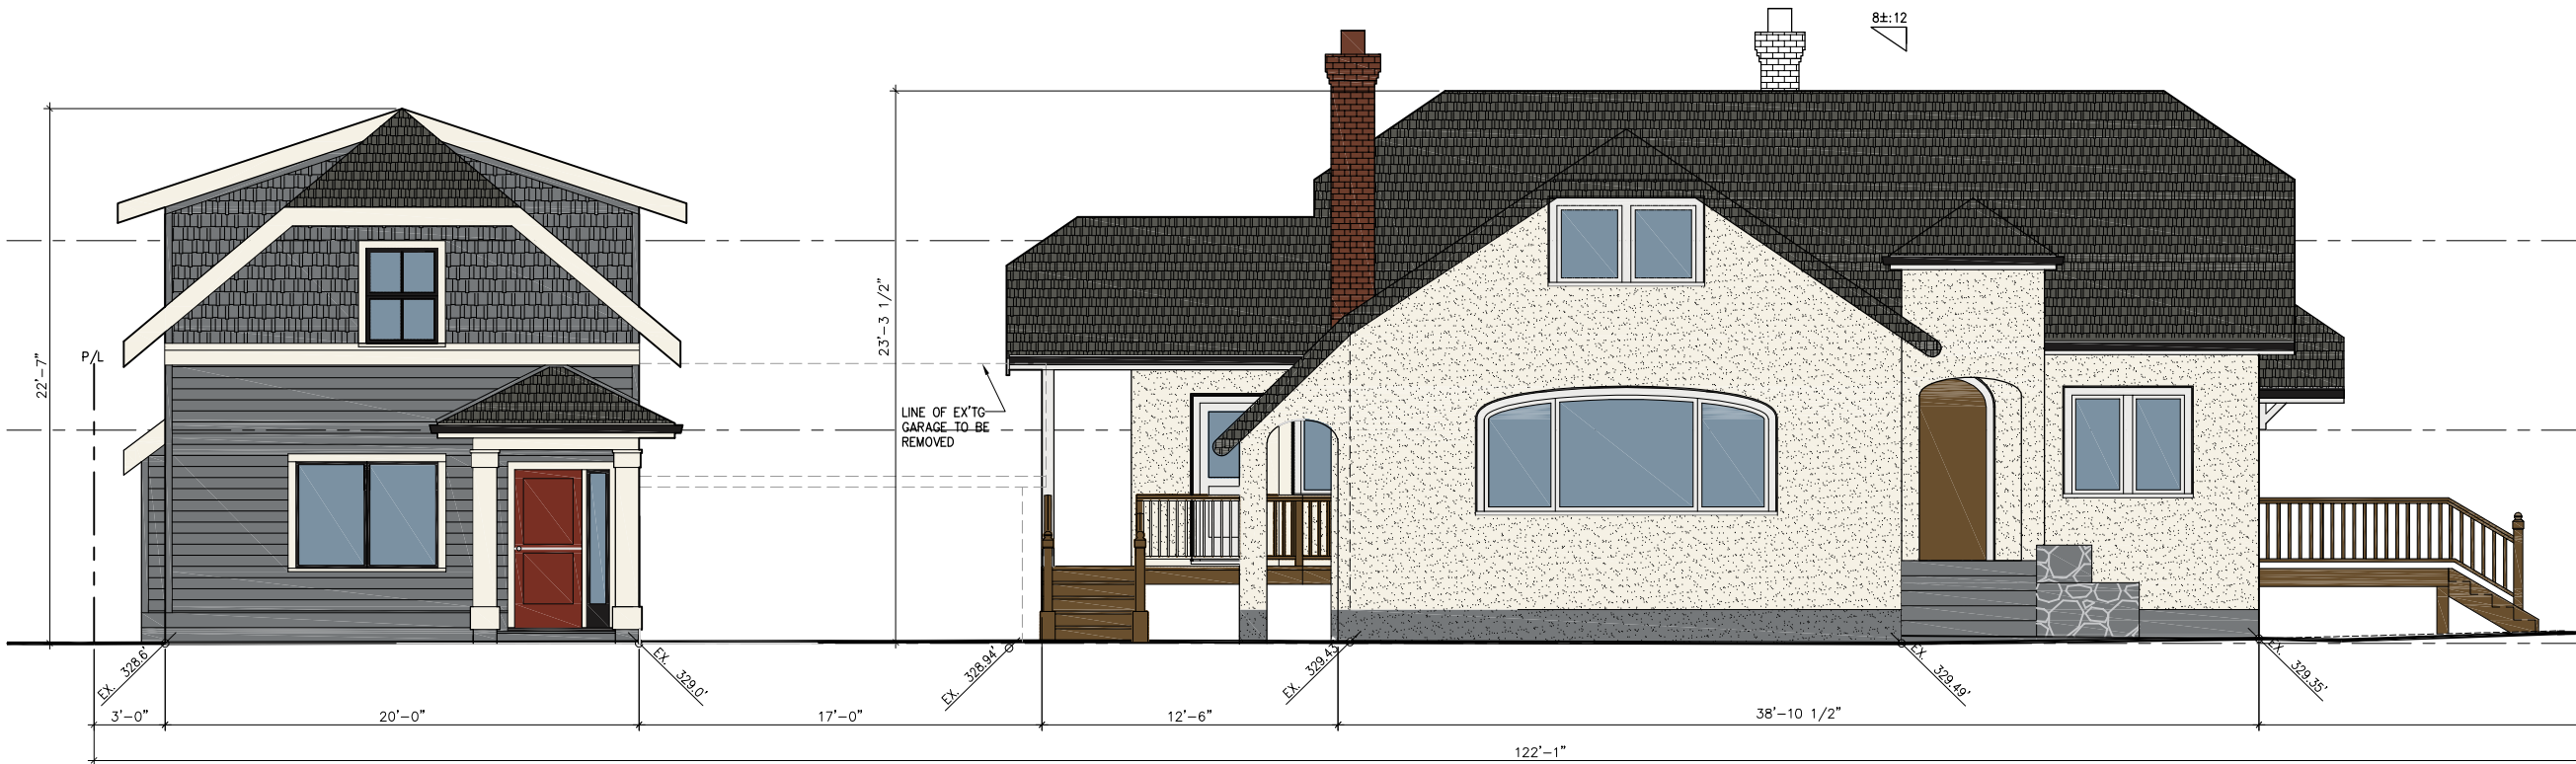 8±:12
22'-7"
P/L
23'-3 1/2"
LINE OF EX'TG
GARAGE TO BE
REMOVED
EX. 328.6'
EX. 329.0'
EX. 328.94'
EX. 329.43'
EX. 329.49'
EX. 329.35'
3'-0"
20'-0"
17'-0"
12'-6"
38'-10 1/2"
122'-1"